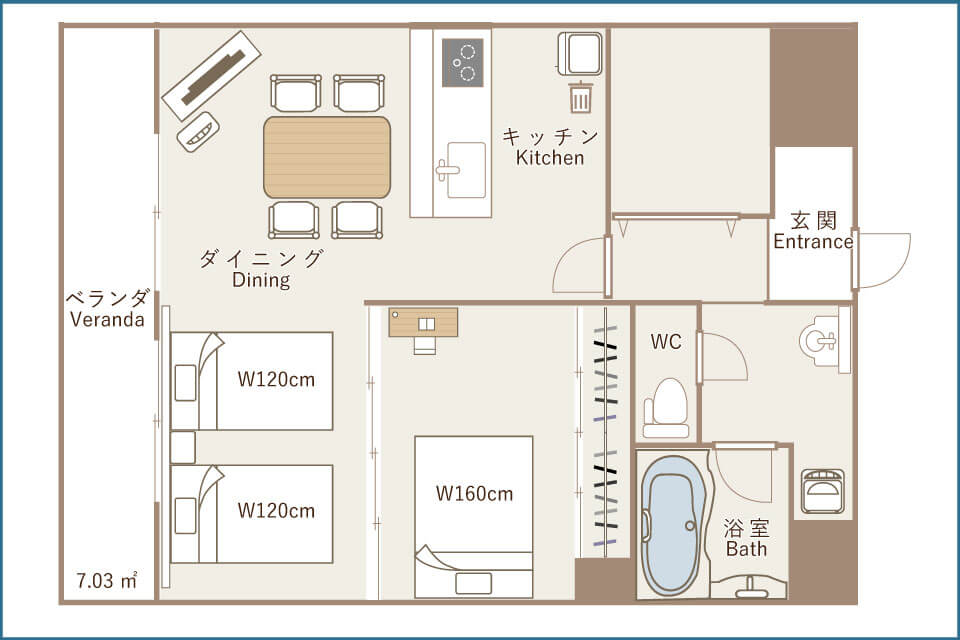 キッチン
Kitchen
玄関
Entrance
ダイニング
Dining
ベランダ
Veranda
WC
W120cm
W160cm
W120cm
浴室
Bath
7.03 ㎡